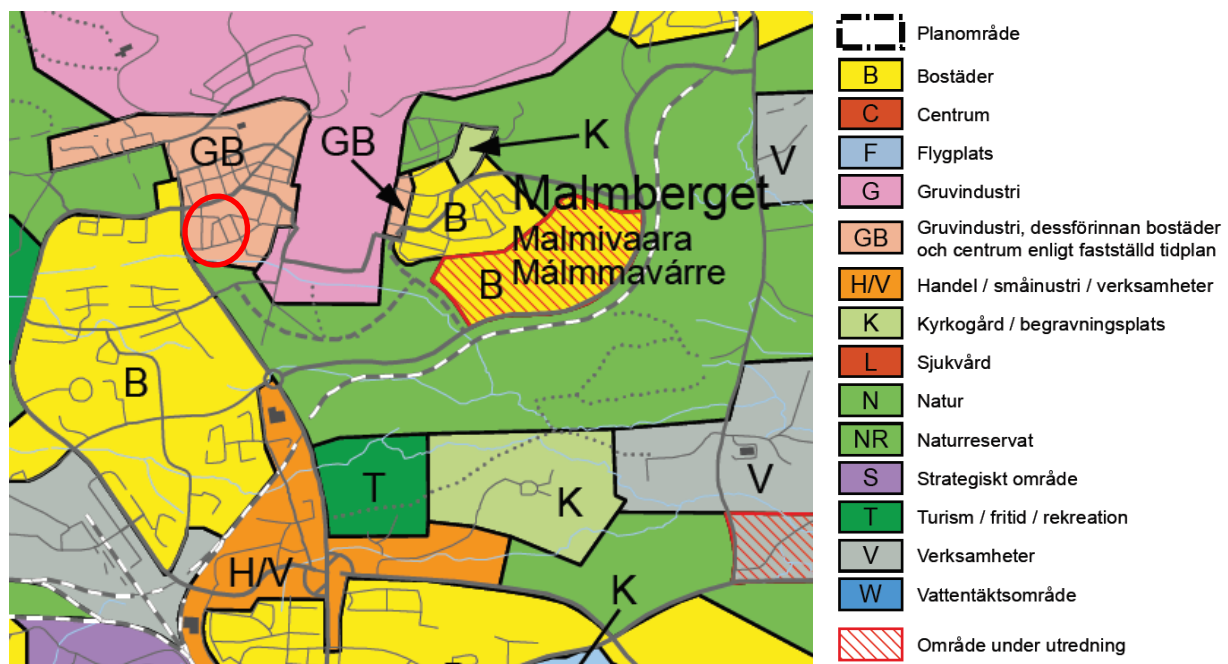 GB
GB
K
V
Malmberget
B
Malmivaara
Málmmavárre
B
B
T
K
V
H/V
K
Planområde
B Bostäder
C Centrum
F Flygplats
G Gruvindustri
GB Gruvindustri, dessförinnan bostäder
och centrum enligt fastställd tidplan
H/V Handel / småinustri / verksamheter
K Kyrkogård / begravningsplats
L Sjukvård
N Natur
NR Naturreservat
S Strategiskt område
T Turism / fritid / rekreation
V Verksamheter
W Vattentäktsområde
Område under utredning